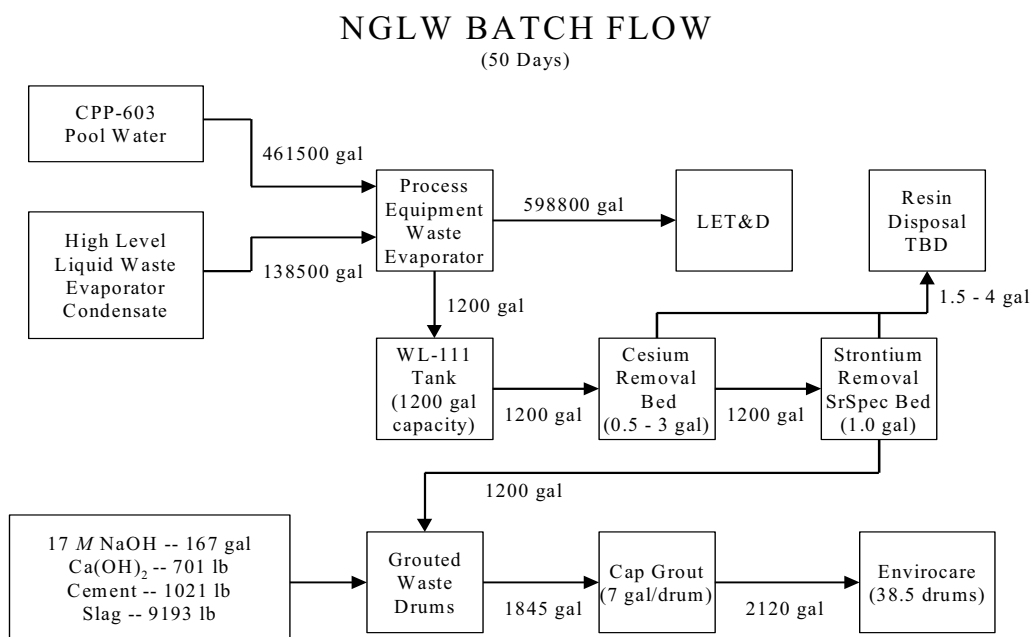 NGLW BATCH FLOW
(50 Days)
CPP-603
Pool Water
461500 gal
High Level
Liquid Waste
Evaporator
Condensate
138500 gal
Process
Equipment
Waste
Evaporator
598800 gal
LET&D
Resin
Disposal
TBD
1.5 - 4 gal
1200 gal
WL-111
Tank
(1200 gal
capacity)
1200 gal
Cesium
Removal
Bed
(0.5 - 3 gal)
1200 gal
Strontium
Removal
SrSpec Bed
(1.0 gal)
1200 gal
17 M NaOH -- 167 gal
Ca(OH)₂ -- 701 lb
Cement -- 1021 lb
Slag -- 9193 lb
Grouted
Waste
Drums
1845 gal
Cap Grout
(7 gal/drum)
2120 gal
Envirocare
(38.5 drums)